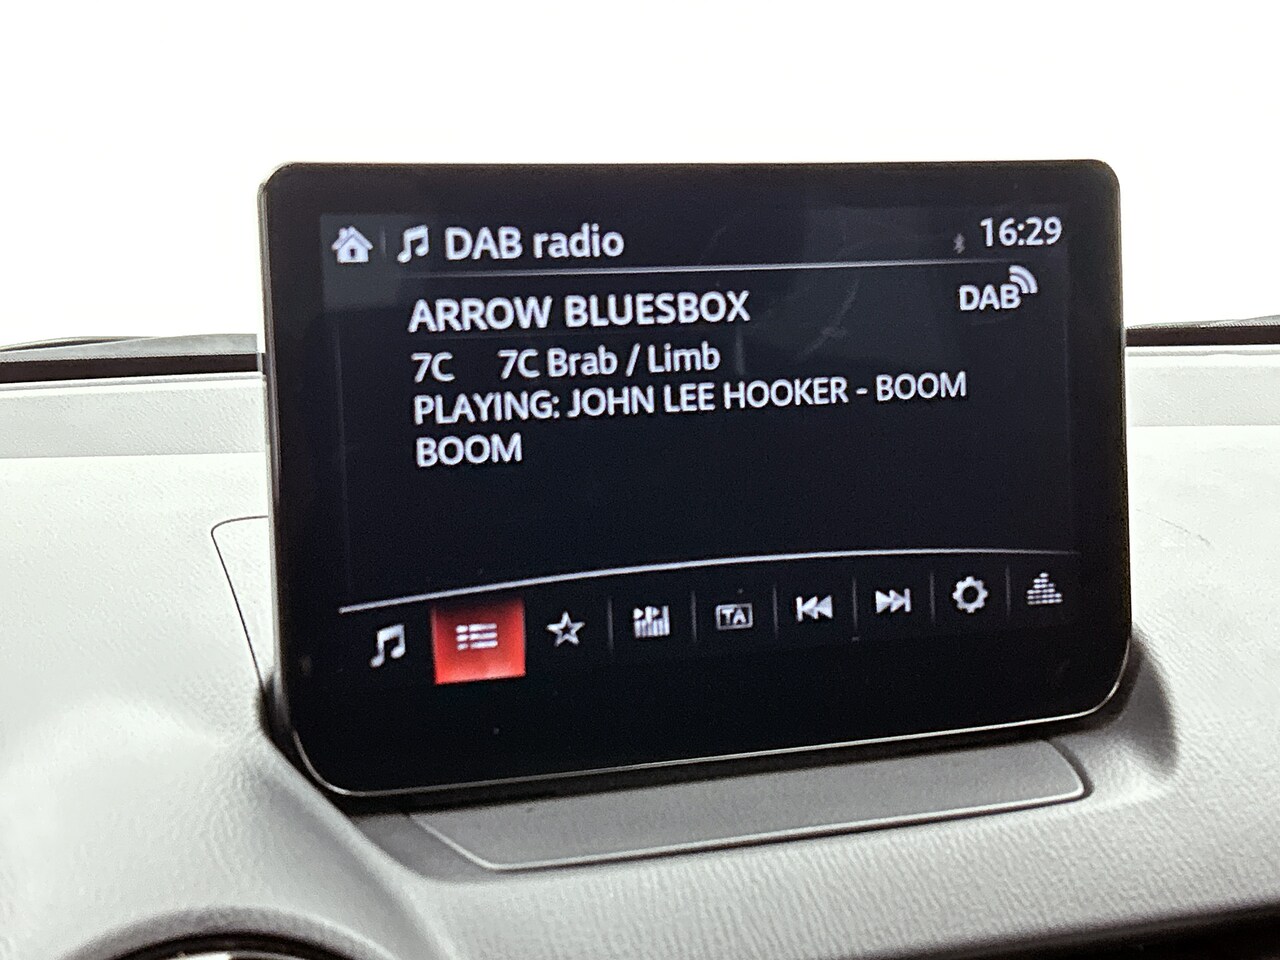 DAB radio
16:29
ARROW BLUESBOX
DAB
7C 7C Brab / Limb
PLAYING: JOHN LEE HOOKER - BOOM
BOOM
TA